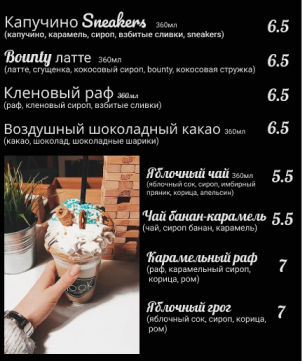 Капучино Sneakers 360мл 6.5
(капучино, карамель, сироп, взбитые сливки, sneakers)
Bounty латте 360мл 6.5
(латте, сгущенка, кокосовый сироп, bounty, кокосовая стружка)
Кленовый раф 360мл 6.5
(раф, кленовый сироп, взбитые сливки)
Воздушный шоколадный какао 360мл 6.5
(какао, шоколад, шоколадные шарики)
Яблочный чай 360мл 5.5
(яблочный сок, сироп, имбирный
пряник, корица, апельсин)
Чай банан-карамель 5.5
(чай, сироп банан, карамель)
Карамельный раф 7
(раф, карамельный сироп,
корица, ром)
Яблочный грог 7
(яблочный сок, сироп, корица,
ром)